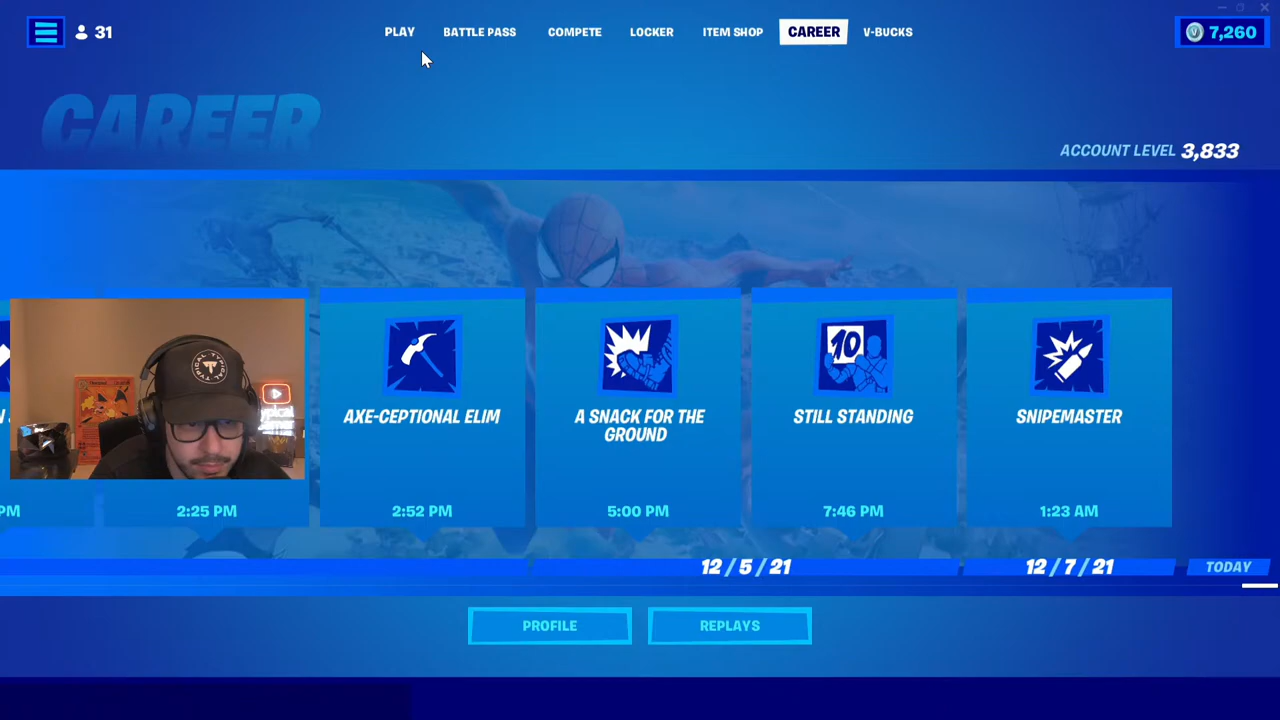 31
PLAY
BATTLE PASS
COMPETE
LOCKER
ITEM SHOP
CAREER
V-BUCKS
7,260
CAREER
ACCOUNT LEVEL 3,833
AXE-CEPTIONAL ELIM
A SNACK FOR THE
GROUND
10
STILL STANDING
SNIPEMASTER
PM
2:25 PM
2:52 PM
5:00 PM
7:46 PM
1:23 AM
12 / 5 / 21
12 / 7 / 21
TODAY
PROFILE
REPLAYS